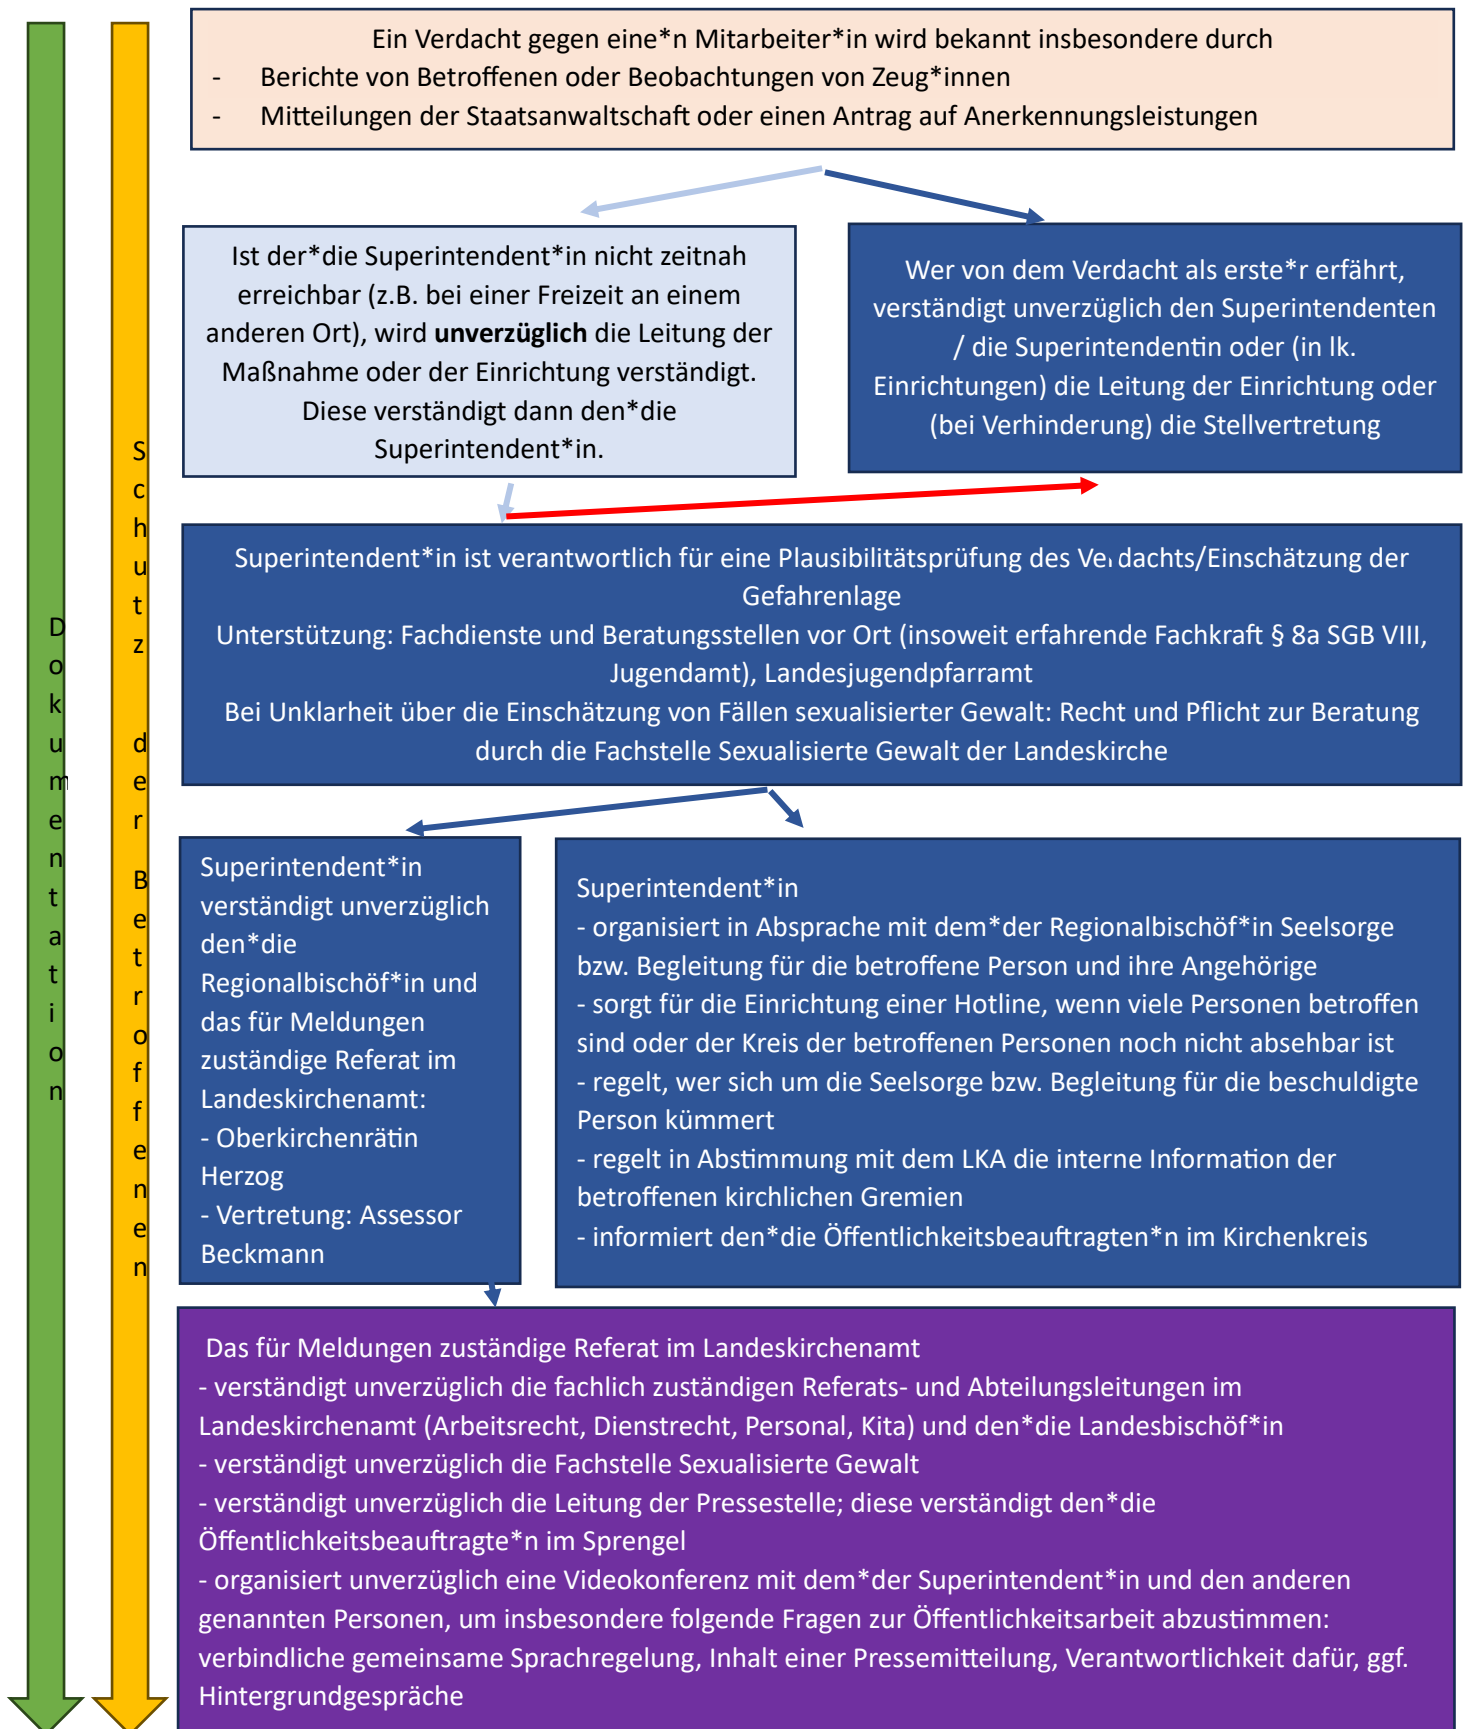 Ein Verdacht gegen eine*n Mitarbeiter*in wird bekannt insbesondere durch
- Berichte von Betroffenen oder Beobachtungen von Zeug*innen
- Mitteilungen der Staatsanwaltschaft oder einen Antrag auf Anerkennungsleistungen
Ist der*die Superintendent*in nicht zeitnah
erreichbar (z.B. bei einer Freizeit an einem
anderen Ort), wird unverzüglich die Leitung der
Maßnahme oder der Einrichtung verständigt.
Diese verständigt dann den*die
Superintendent*in.
Wer von dem Verdacht als erste*r erfährt,
verständigt unverzüglich den Superintendenten
/ die Superintendentin oder (in lk.
Einrichtungen) die Leitung der Einrichtung oder
(bei Verhinderung) die Stellvertretung
Superintendent*in ist verantwortlich für eine Plausibilitätsprüfung des Verdachts/Einschätzung der
Gefahrenlage
Unterstützung: Fachdienste und Beratungsstellen vor Ort (insoweit erfahrende Fachkraft § 8a SGB VIII,
Jugendamt), Landesjugendpfarramt
Bei Unklarheit über die Einschätzung von Fällen sexualisierter Gewalt: Recht und Pflicht zur Beratung
durch die Fachstelle Sexualisierte Gewalt der Landeskirche
Superintendent*in
verständigt unverzüglich
den*die
Regionalbischöf*in und
das für Meldungen
zuständige Referat im
Landeskirchenamt:
- Oberkirchenrätin
Herzog
- Vertretung: Assessor
Beckmann
Superintendent*in
- organisiert in Absprache mit dem*der Regionalbischöf*in Seelsorge
bzw. Begleitung für die betroffene Person und ihre Angehörige
- sorgt für die Einrichtung einer Hotline, wenn viele Personen betroffen
sind oder der Kreis der betroffenen Personen noch nicht absehbar ist
- regelt, wer sich um die Seelsorge bzw. Begleitung für die beschuldigte
Person kümmert
- regelt in Abstimmung mit dem LKA die interne Information der
betroffenen kirchlichen Gremien
- informiert den*die Öffentlichkeitsbeauftragten*n im Kirchenkreis
Das für Meldungen zuständige Referat im Landeskirchenamt
- verständigt unverzüglich die fachlich zuständigen Referats- und Abteilungsleitungen im
Landeskirchenamt (Arbeitsrecht, Dienstrecht, Personal, Kita) und den*die Landesbischöf*in
- verständigt unverzüglich die Fachstelle Sexualisierte Gewalt
- verständigt unverzüglich die Leitung der Pressestelle; diese verständigt den*die
Öffentlichkeitsbeauftragte*n im Sprengel
- organisiert unverzüglich eine Videokonferenz mit dem*der Superintendent*in und den anderen
genannten Personen, um insbesondere folgende Fragen zur Öffentlichkeitsarbeit abzustimmen:
verbindliche gemeinsame Sprachregelung, Inhalt einer Pressemitteilung, Verantwortlichkeit dafür, ggf.
Hintergrundgespräche
Dokumentation
Schutz der Betroffenen